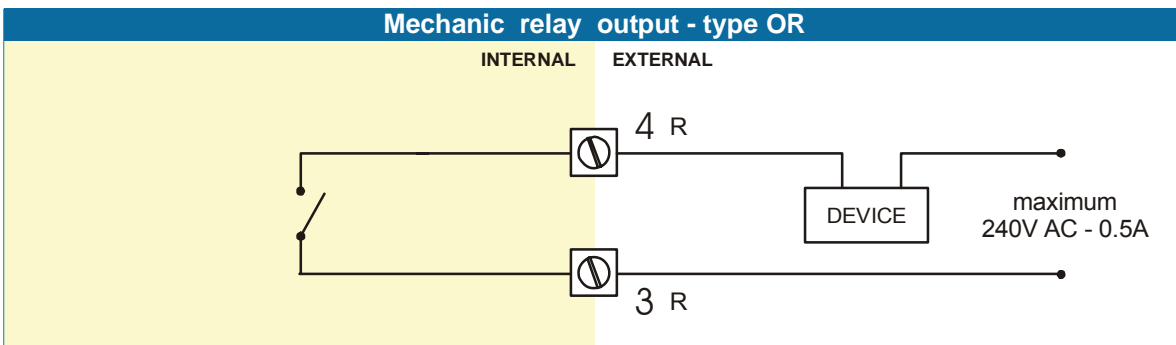 Mechanic relay output - type OR
INTERNAL EXTERNAL
4 R
DEVICE
maximum
240V AC - 0.5A
3 R